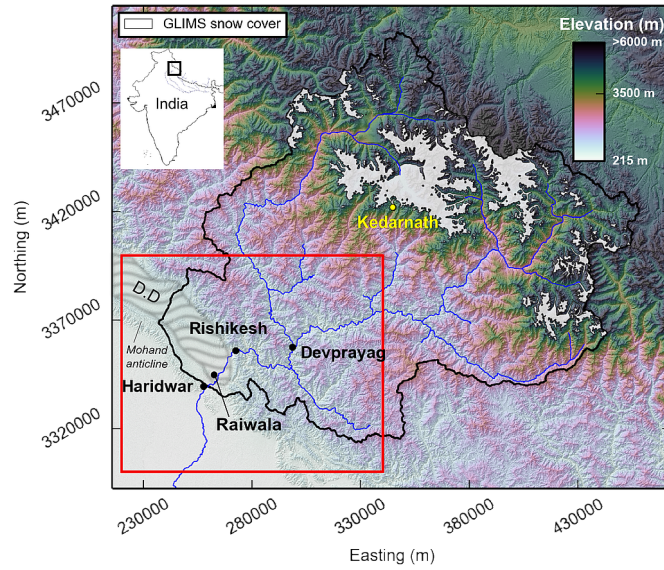 GLIMS snow cover
Elevation (m)
>6000 m
3500 m
215 m
India
3470000
3420000
3370000
3320000
Northing (m)
Kedarnath
D.D
Rishikesh
Mohand
anticline
Devprayag
Haridwar
Raiwala
230000
280000
330000
380000
430000
Easting (m)